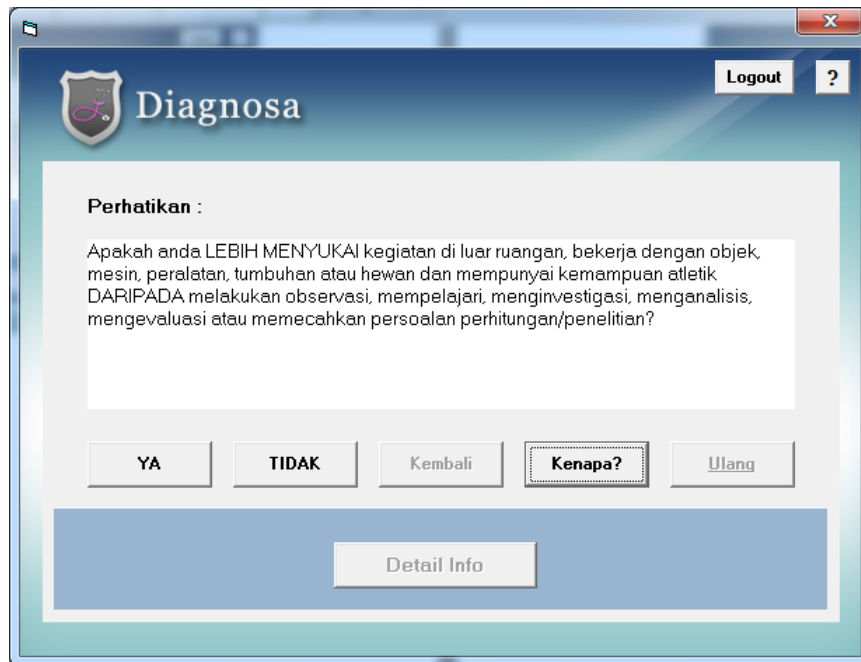 Logout
?
Diagnosa
Perhatikan :
Apakah anda LEBIH MENYUKAI kegiatan di luar ruangan, bekerja dengan objek,
mesin, peralatan, tumbuhan atau hewan dan mempunyai kemampuan atletik
DARIPADA melakukan observasi, mempelajari, menginvestigasi, menganalisis,
mengevaluasi atau memecahkan persoalan perhitungan/penelitian?
YA
TIDAK
Kembali
Kenapa?
Ulang
Detail Info